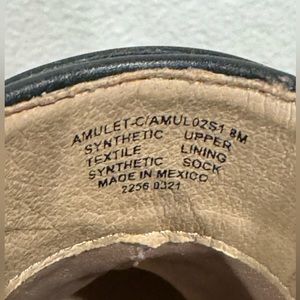 AMULET-C/AMUL02S1 8M
SYNTHETIC UPPER
TEXTILE LINING
SYNTHETIC SOCK
MADE IN MEXICO
2256 0321